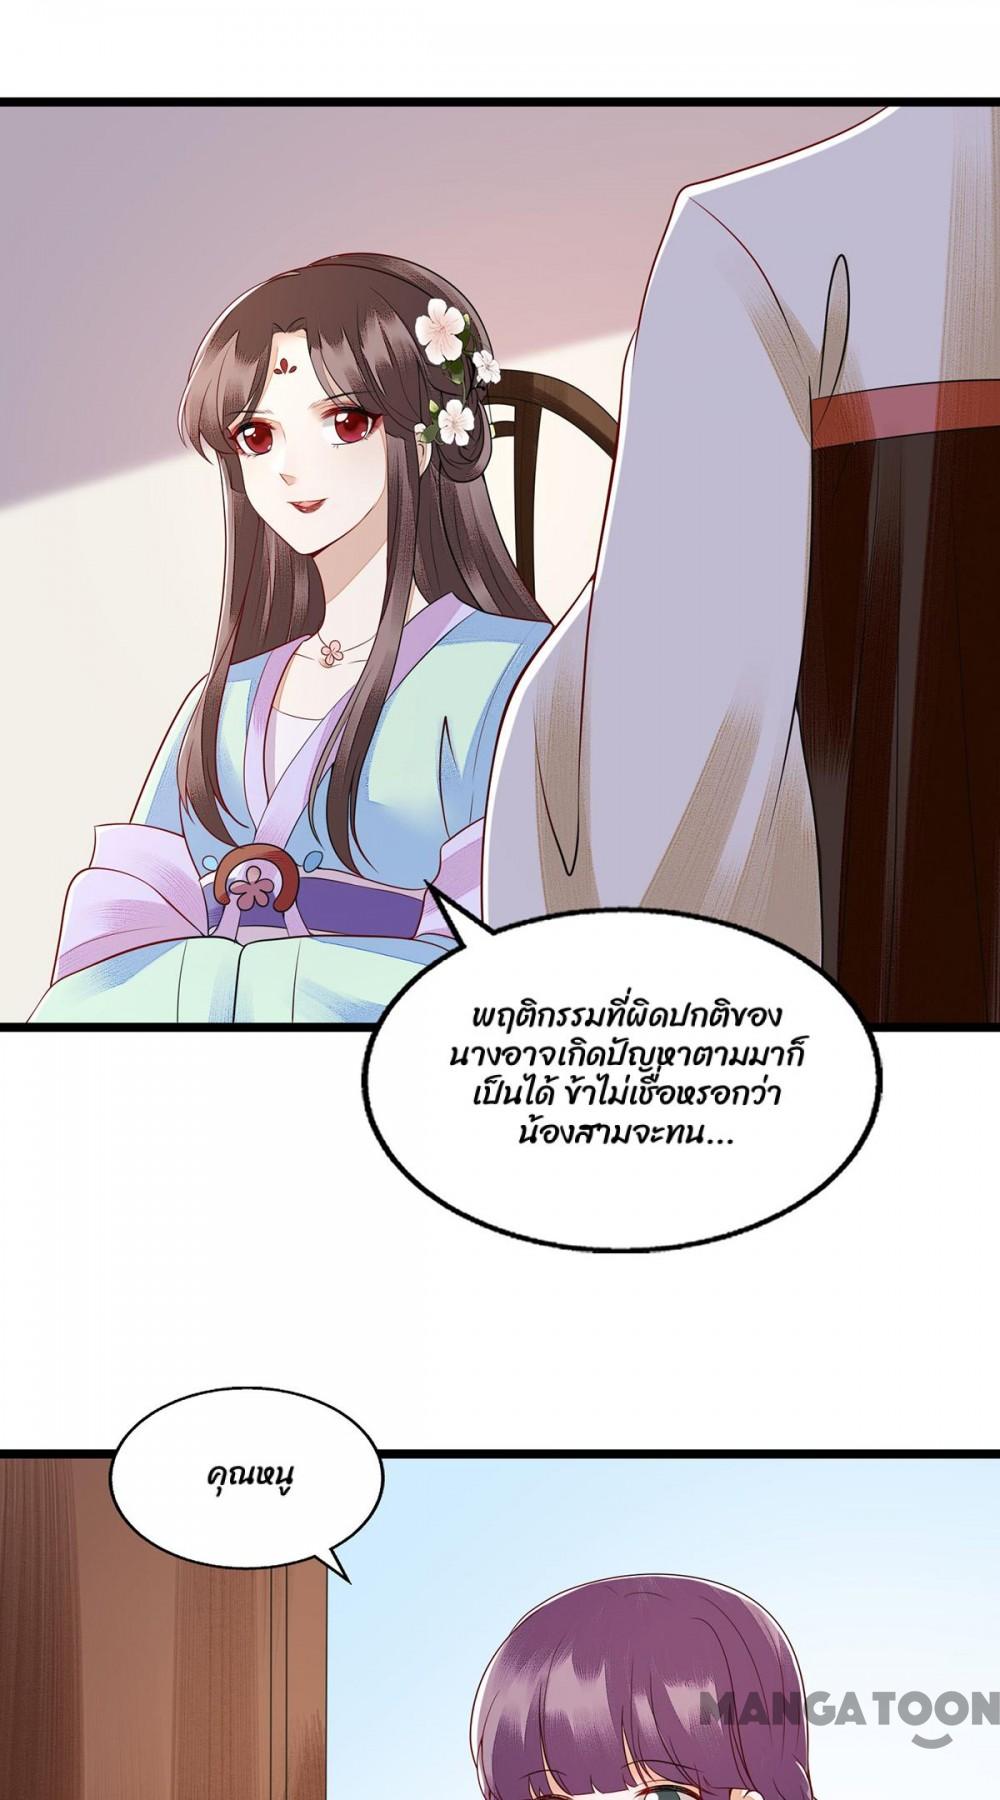 พฤติกรรมที่ผิดปกติของ
นางอาจเกิดปัญหาตามมาก็
เป็นได้ ข้าไม่เชื่อหรอกว่า
น้องสามจะทน...
คุณหนู
MANGATOON